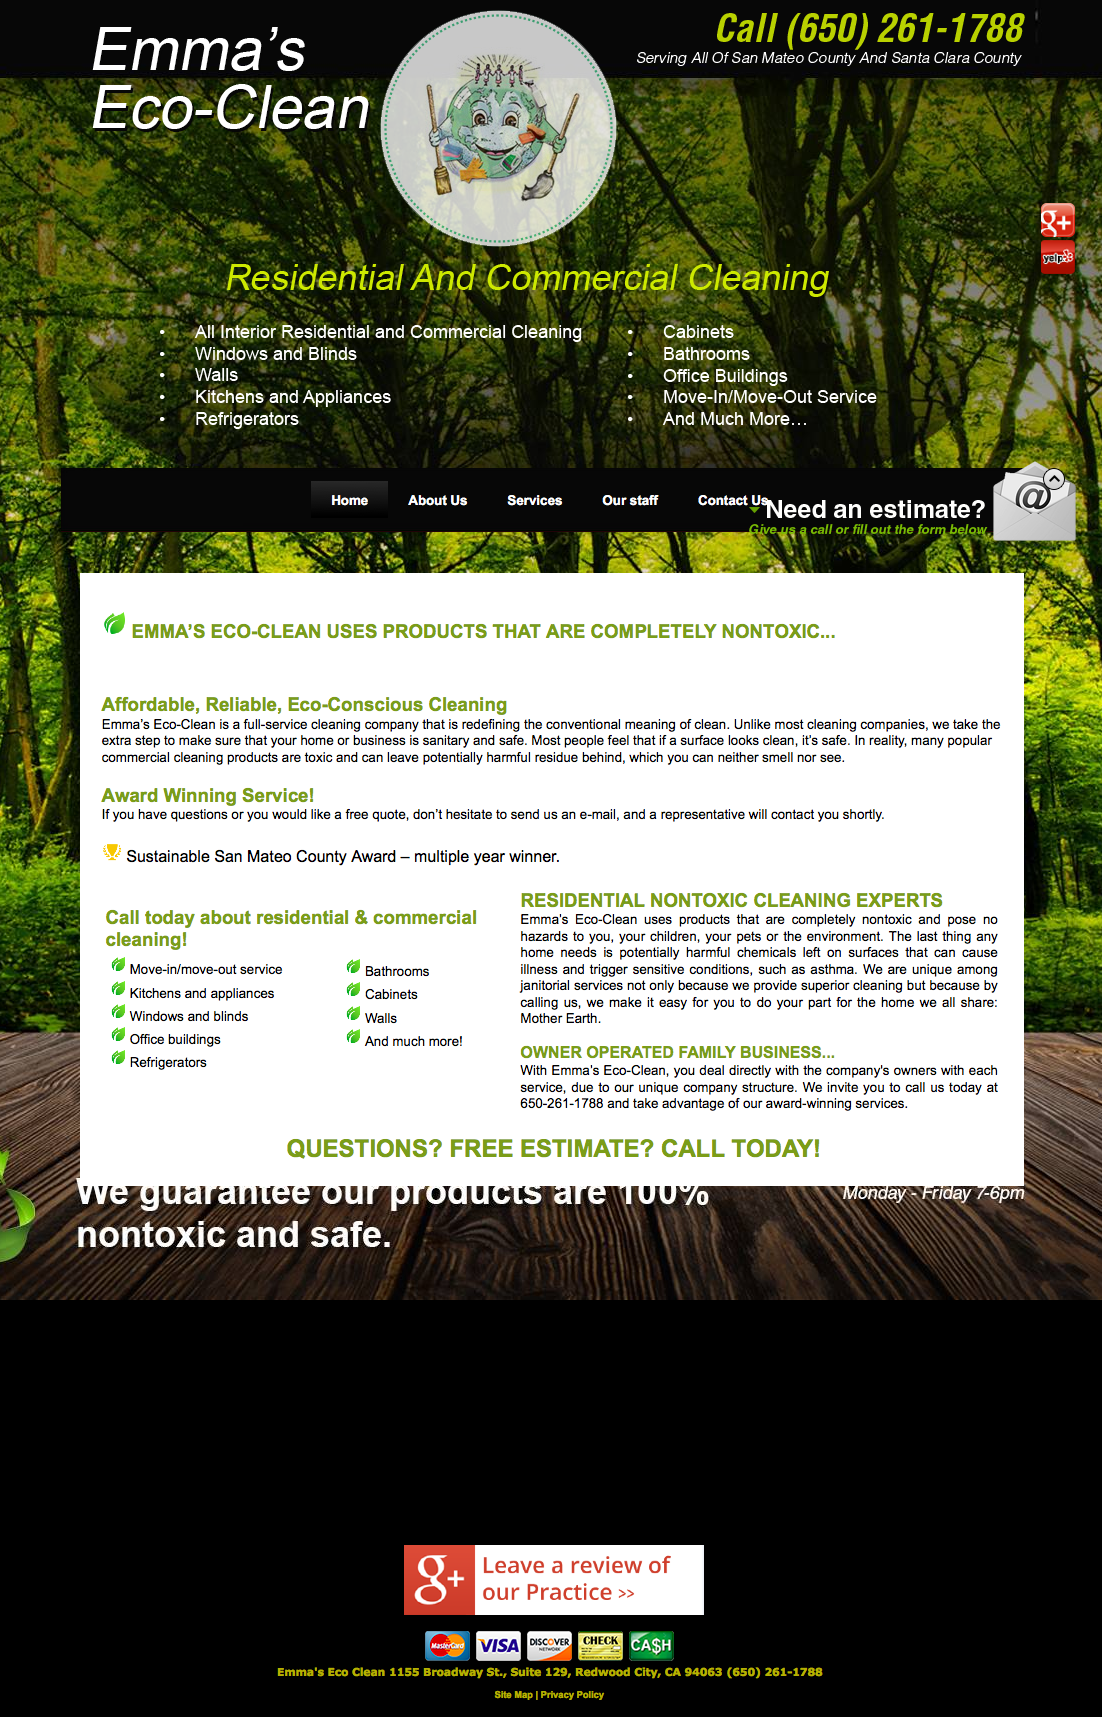 Emma's
Eco-Clean
Call (650) 261-1788
Serving All Of San Mateo County And Santa Clara County
g+
yelp
Residential And Commercial Cleaning
• All Interior Residential and Commercial Cleaning
• Windows and Blinds
• Walls
• Kitchens and Appliances
• Refrigerators
• Cabinets
• Bathrooms
• Office Buildings
• Move-In/Move-Out Service
• And Much More…
Home About Us Services Our staff Contact Us
Need an estimate?
Give us a call or fill out the form below.
@
EMMA'S ECO-CLEAN USES PRODUCTS THAT ARE COMPLETELY NONTOXIC...
Affordable, Reliable, Eco-Conscious Cleaning
Emma's Eco-Clean is a full-service cleaning company that is redefining the conventional meaning of clean. Unlike most cleaning companies, we take the
extra step to make sure that your home or business is sanitary and safe. Most people feel that if a surface looks clean, it's safe. In reality, many popular
commercial cleaning products are toxic and can leave potentially harmful residue behind, which you can neither smell nor see.
Award Winning Service!
If you have questions or you would like a free quote, don't hesitate to send us an e-mail, and a representative will contact you shortly.
Sustainable San Mateo County Award – multiple year winner.
Call today about residential & commercial
cleaning!
Move-in/move-out service
Kitchens and appliances
Windows and blinds
Office buildings
Refrigerators
Bathrooms
Cabinets
Walls
And much more!
RESIDENTIAL NONTOXIC CLEANING EXPERTS
Emma's Eco-Clean uses products that are completely nontoxic and pose no
hazards to you, your children, your pets or the environment. The last thing any
home needs is potentially harmful chemicals left on surfaces that can cause
illness and trigger sensitive conditions, such as asthma. We are unique among
janitorial services not only because we provide superior cleaning but because by
calling us, we make it easy for you to do your part for the home we all share:
Mother Earth.
OWNER OPERATED FAMILY BUSINESS...
With Emma's Eco-Clean, you deal directly with the company's owners with each
service, due to our unique company structure. We invite you to call us today at
650-261-1788 and take advantage of our award-winning services.
QUESTIONS? FREE ESTIMATE? CALL TODAY!
We guarantee our products are 100%
nontoxic and safe.
Monday - Friday 7-6pm
g+ Leave a review of
our Practice >>
MasterCard VISA DISCOVER NETWORK CHECK CA$H
Emma's Eco Clean 1155 Broadway St., Suite 129, Redwood City, CA 94063 (650) 261-1788
Site Map | Privacy Policy